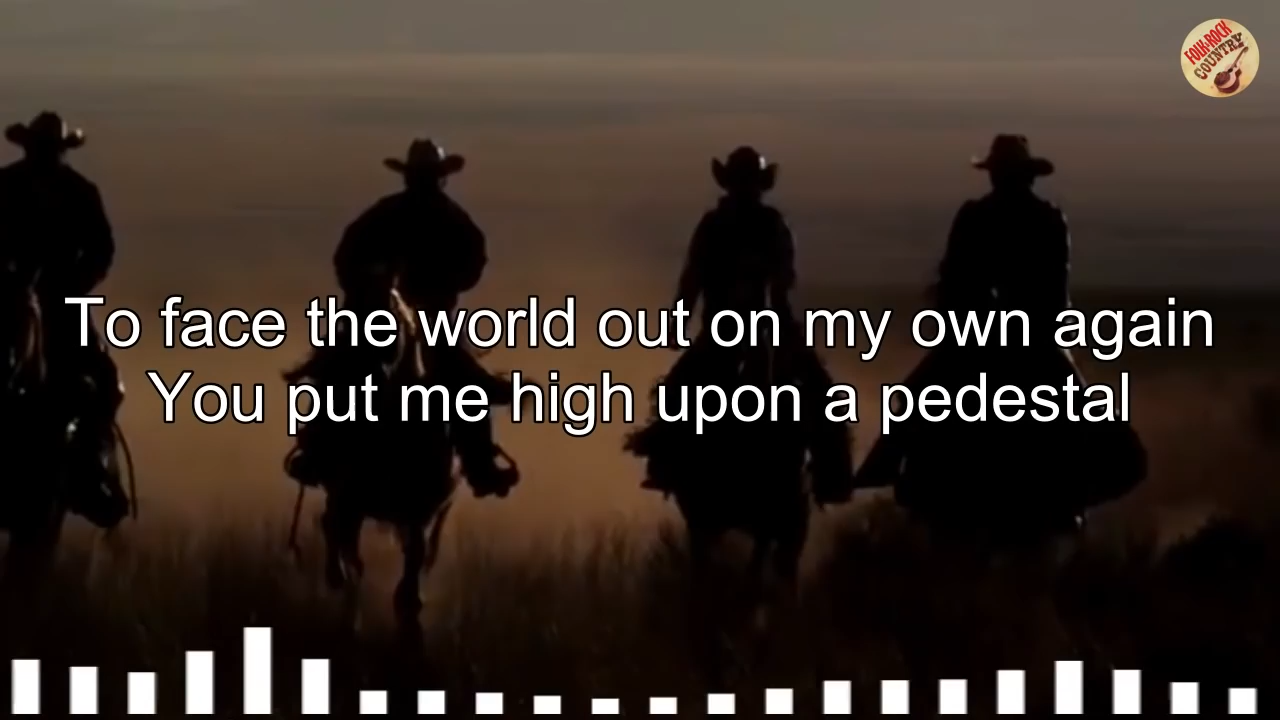 FOLK-ROCK
COUNTRY
To face the world out on my own again
You put me high upon a pedestal